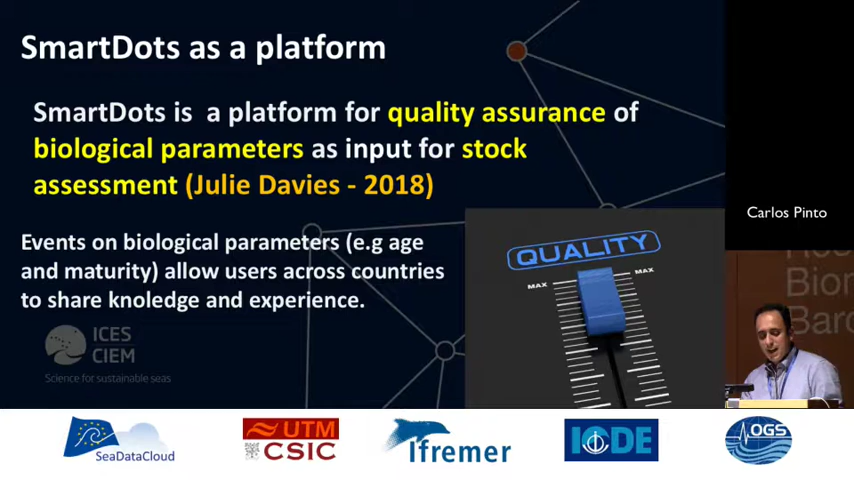 SmartDots as a platform
SmartDots is a platform for quality assurance of
biological parameters as input for stock
assessment (Julie Davies - 2018)
Events on biological parameters (e.g age
and maturity) allow users across countries
to share knoledge and experience.
QUALITY
MAX
MAX
ICES
CIEM
Science for sustainable seas
Carlos Pinto
Bion
Barc
SeaDataCloud
UTM
CSIC
Ifremer
IODE
OGS